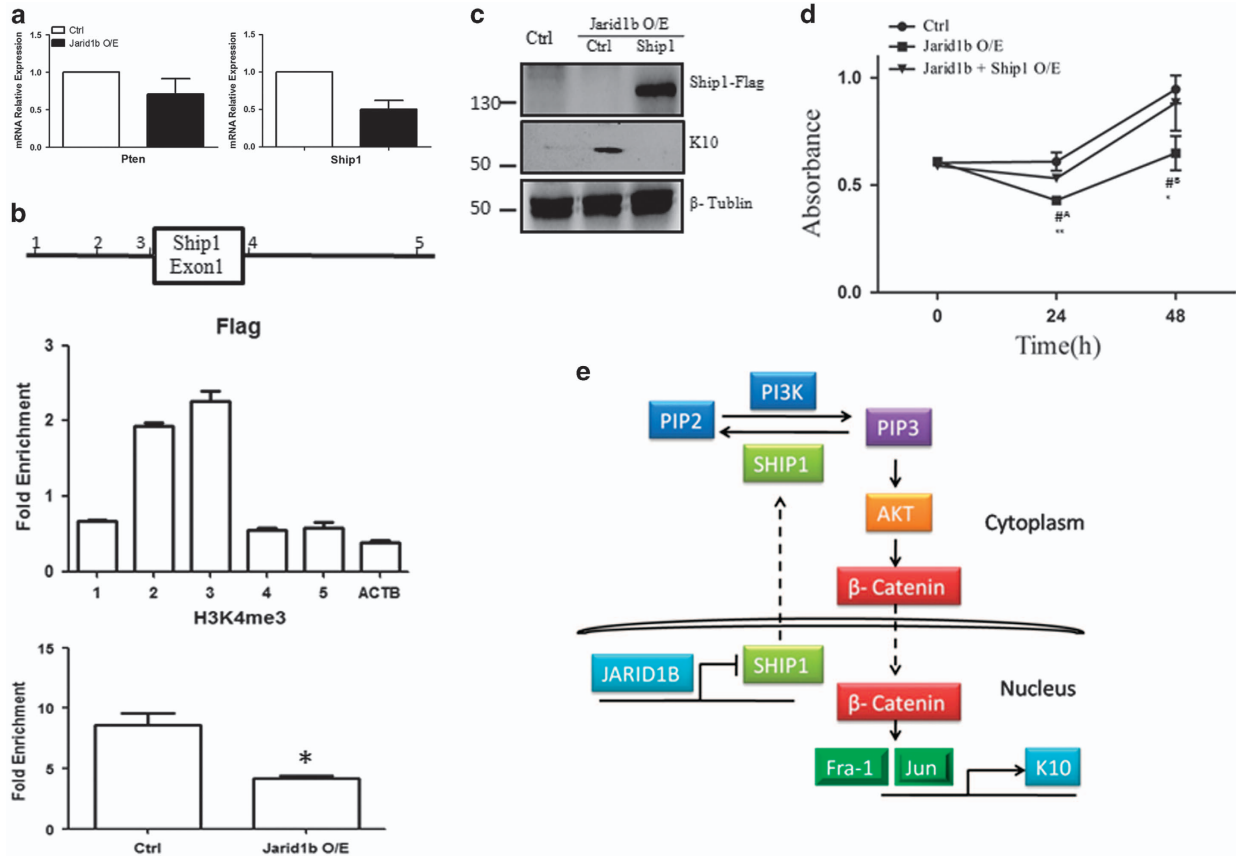 a
Ctrl
Jarid1b O/E
mRNA Relative Expression
1.5
1.0
0.5
0.0
Pten
mRNA Relative Expression
1.5
1.0
0.5
0.0
Ship1
b
1 2 3 Ship1 4 5
Exon1
Flag
Fold Enrichment
3
2
1
0
1 2 3 4 5 ACTB
H3K4me3
Fold Enrichment
15
10
5
0
*
Ctrl Jarid1b O/E
c
Jarid1b O/E
Ctrl Ctrl Ship1
Ship1-Flag
130
K10
50
β- Tublin
50
d
Ctrl
Jarid1b O/E
Jarid1b + Ship1 O/E
Absorbance
1.0
0.5
0.0
#A
**
#
*
0 24 48
Time(h)
e
PI3K
PIP2 PIP3
SHIP1
AKT
Cytoplasm
β- Catenin
JARID1B SHIP1
Nucleus
β- Catenin
Fra-1 Jun K10